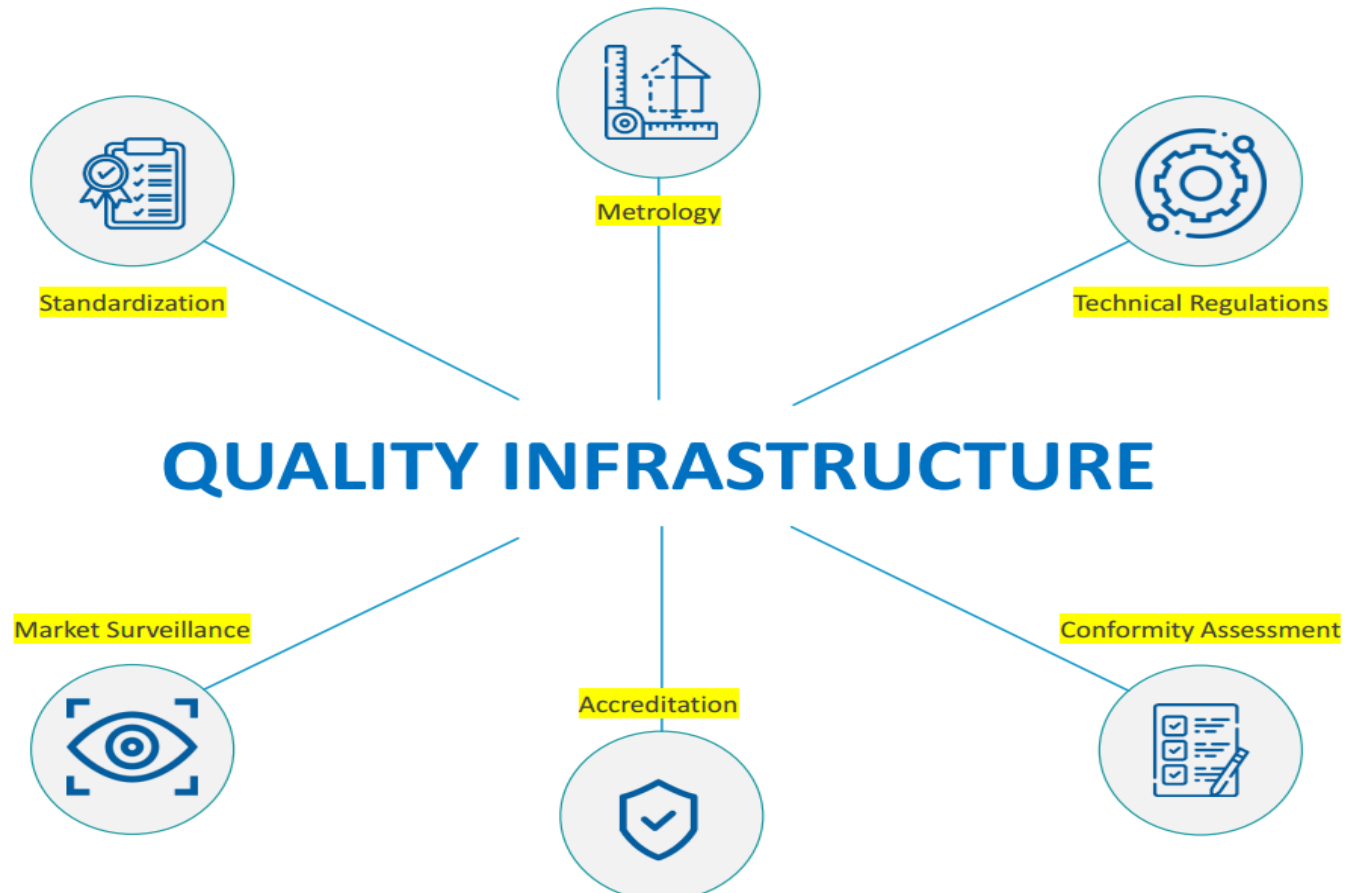 Metrology
Standardization
Technical Regulations
QUALITY INFRASTRUCTURE
Market Surveillance
Conformity Assessment
Accreditation